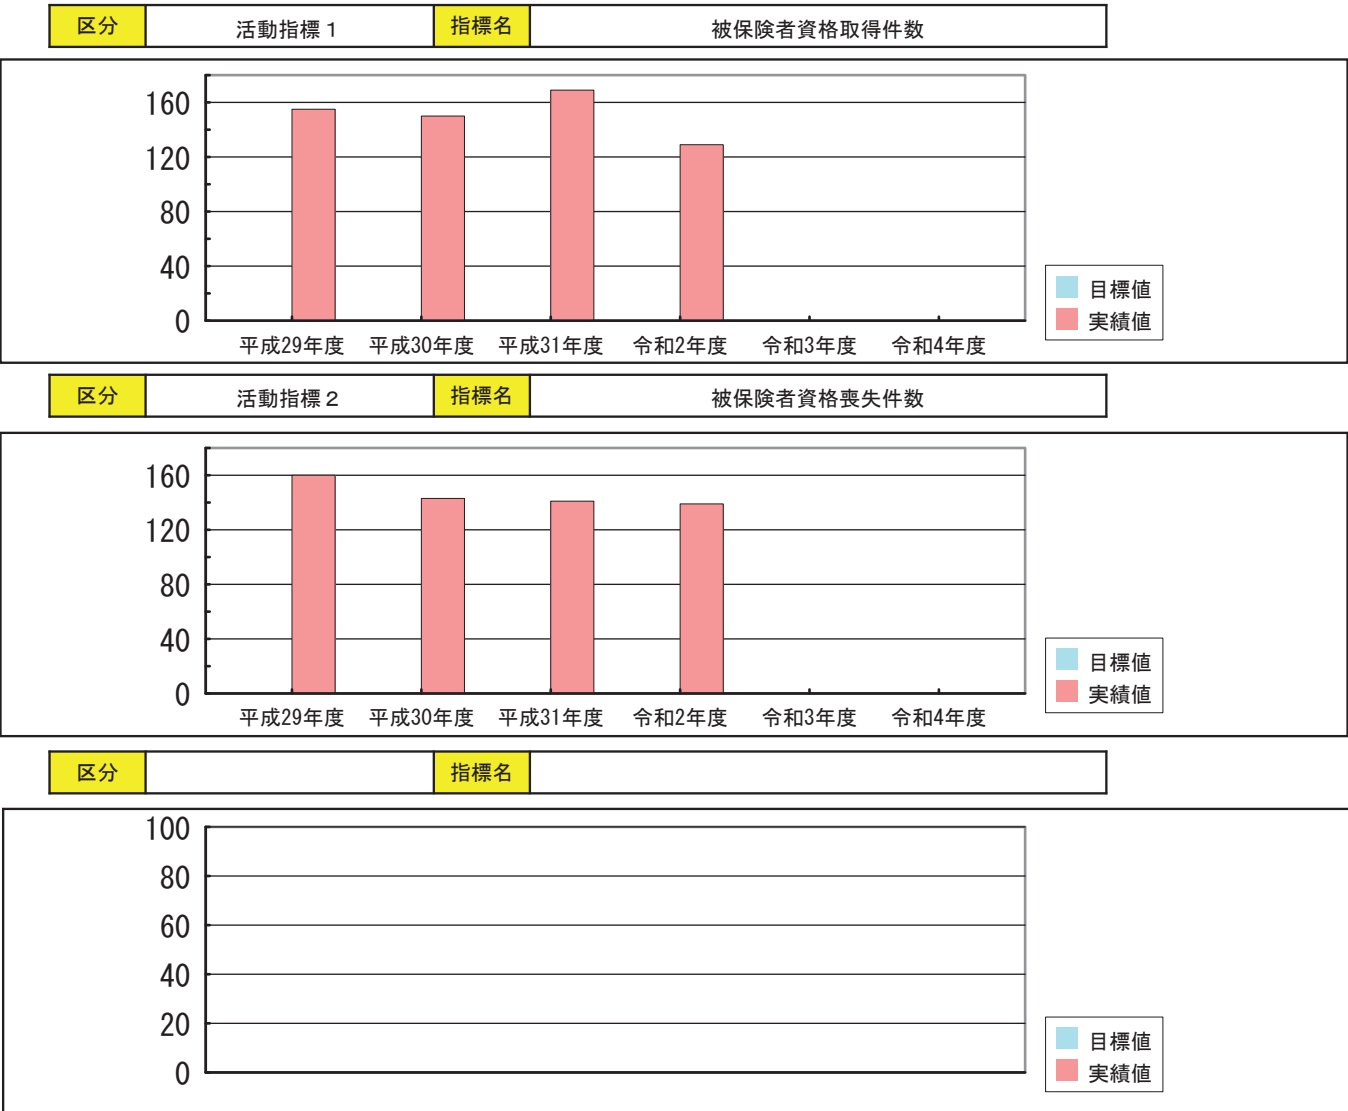 区分 活動指標１ 指標名 被保険者資格取得件数
160
120
80
40
0
平成29年度 平成30年度 平成31年度 令和2年度 令和3年度 令和4年度
目標値
実績値
区分 活動指標２ 指標名 被保険者資格喪失件数
160
120
80
40
0
平成29年度 平成30年度 平成31年度 令和2年度 令和3年度 令和4年度
目標値
実績値
区分 指標名
100
80
60
40
20
0
目標値
実績値